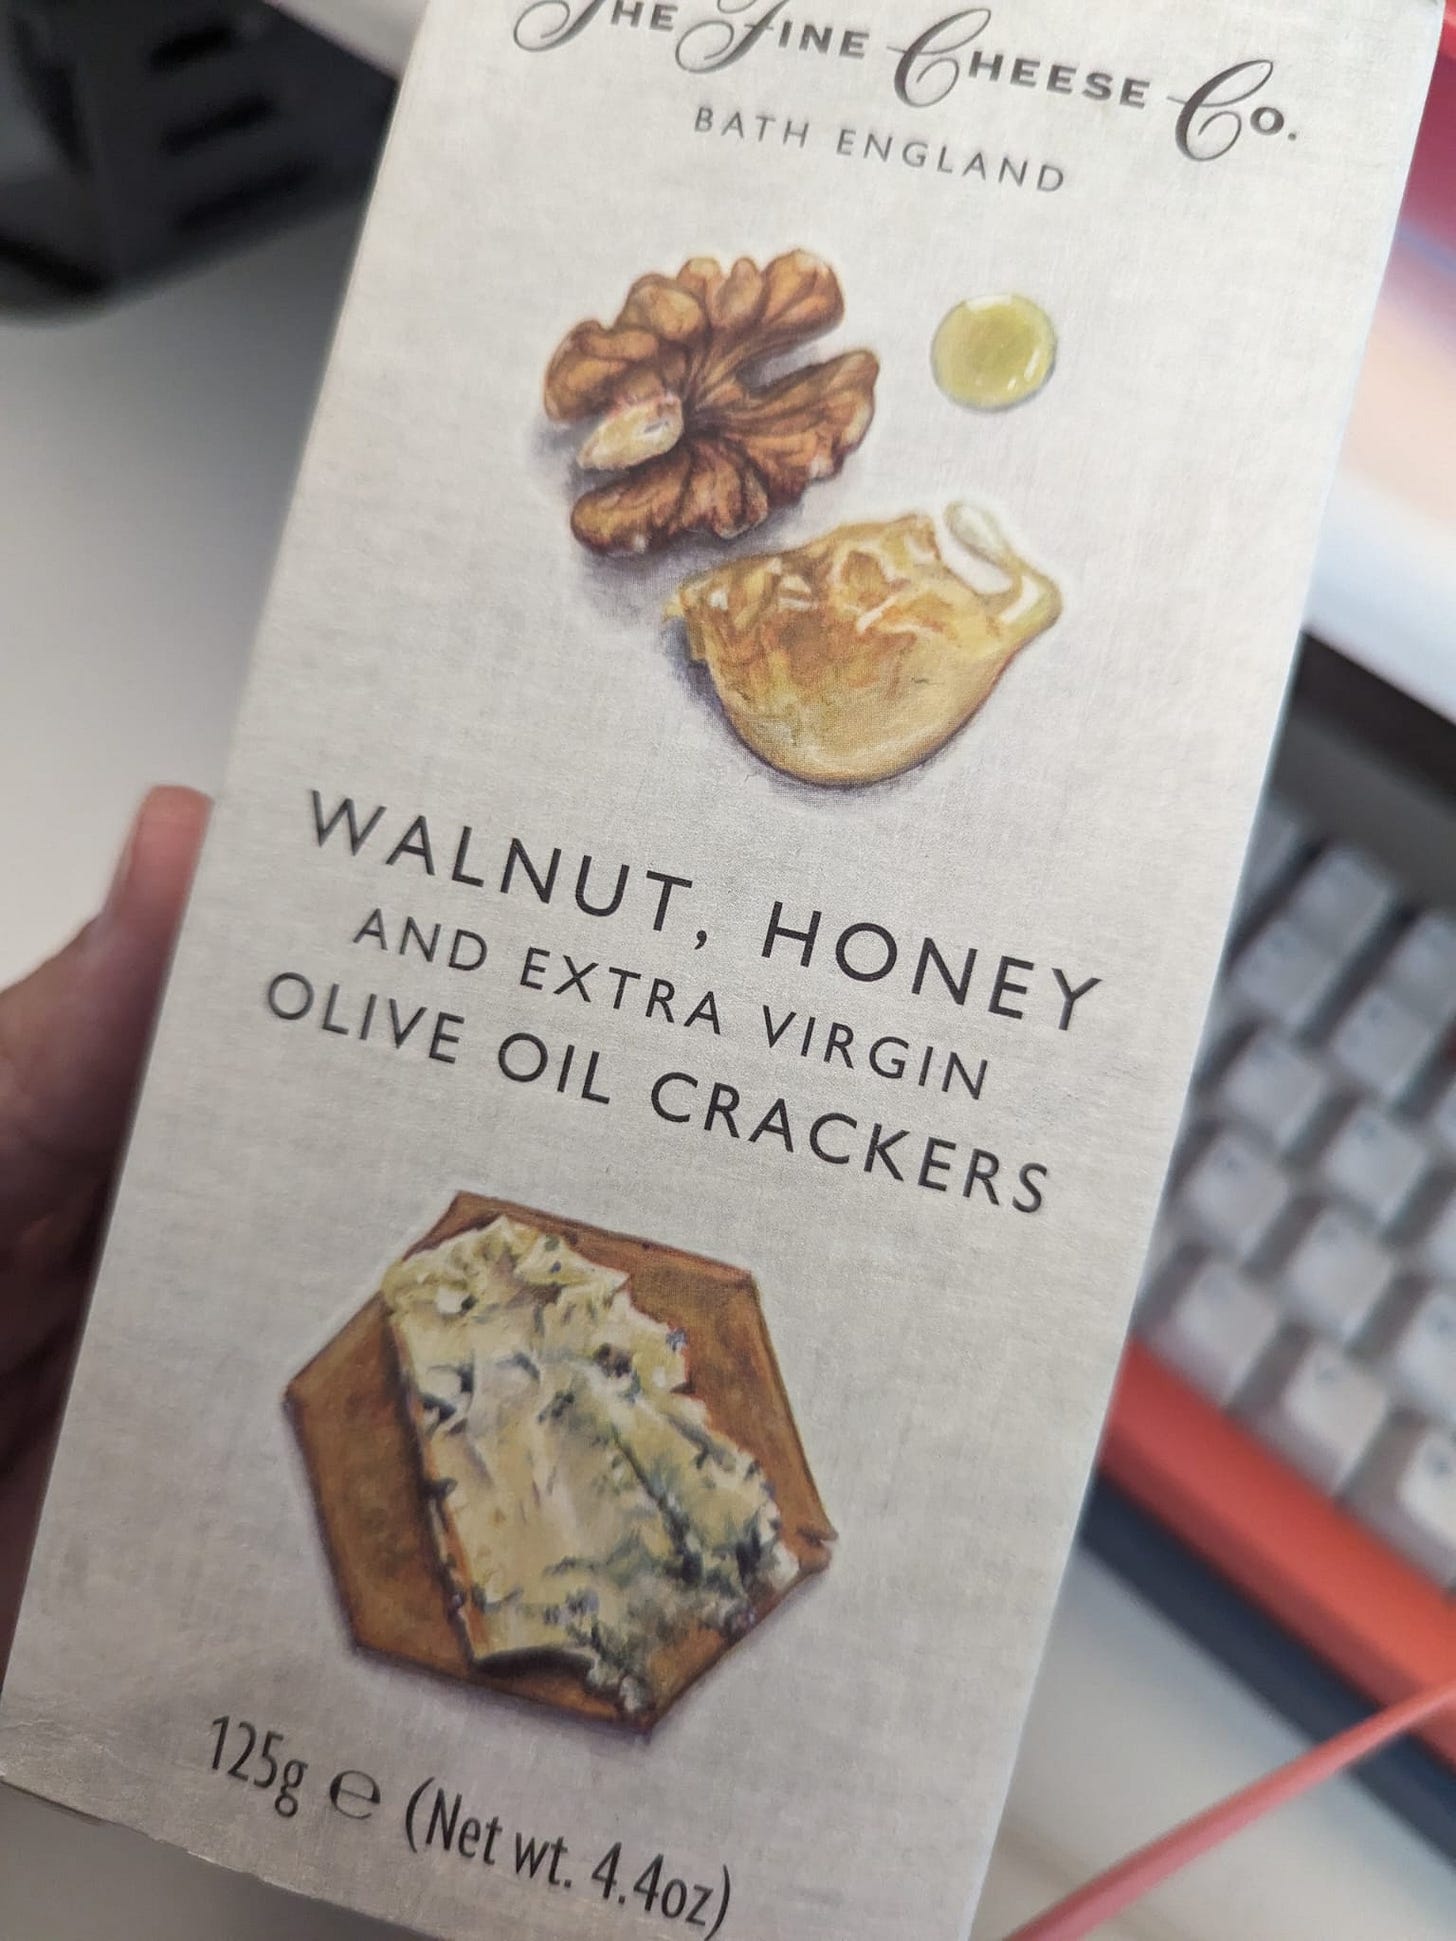 THE FINE CHEESE CO.
BATH ENGLAND
WALNUT, HONEY
AND EXTRA VIRGIN
OLIVE OIL CRACKERS
125g ℮ (Net wt. 4.4oz)